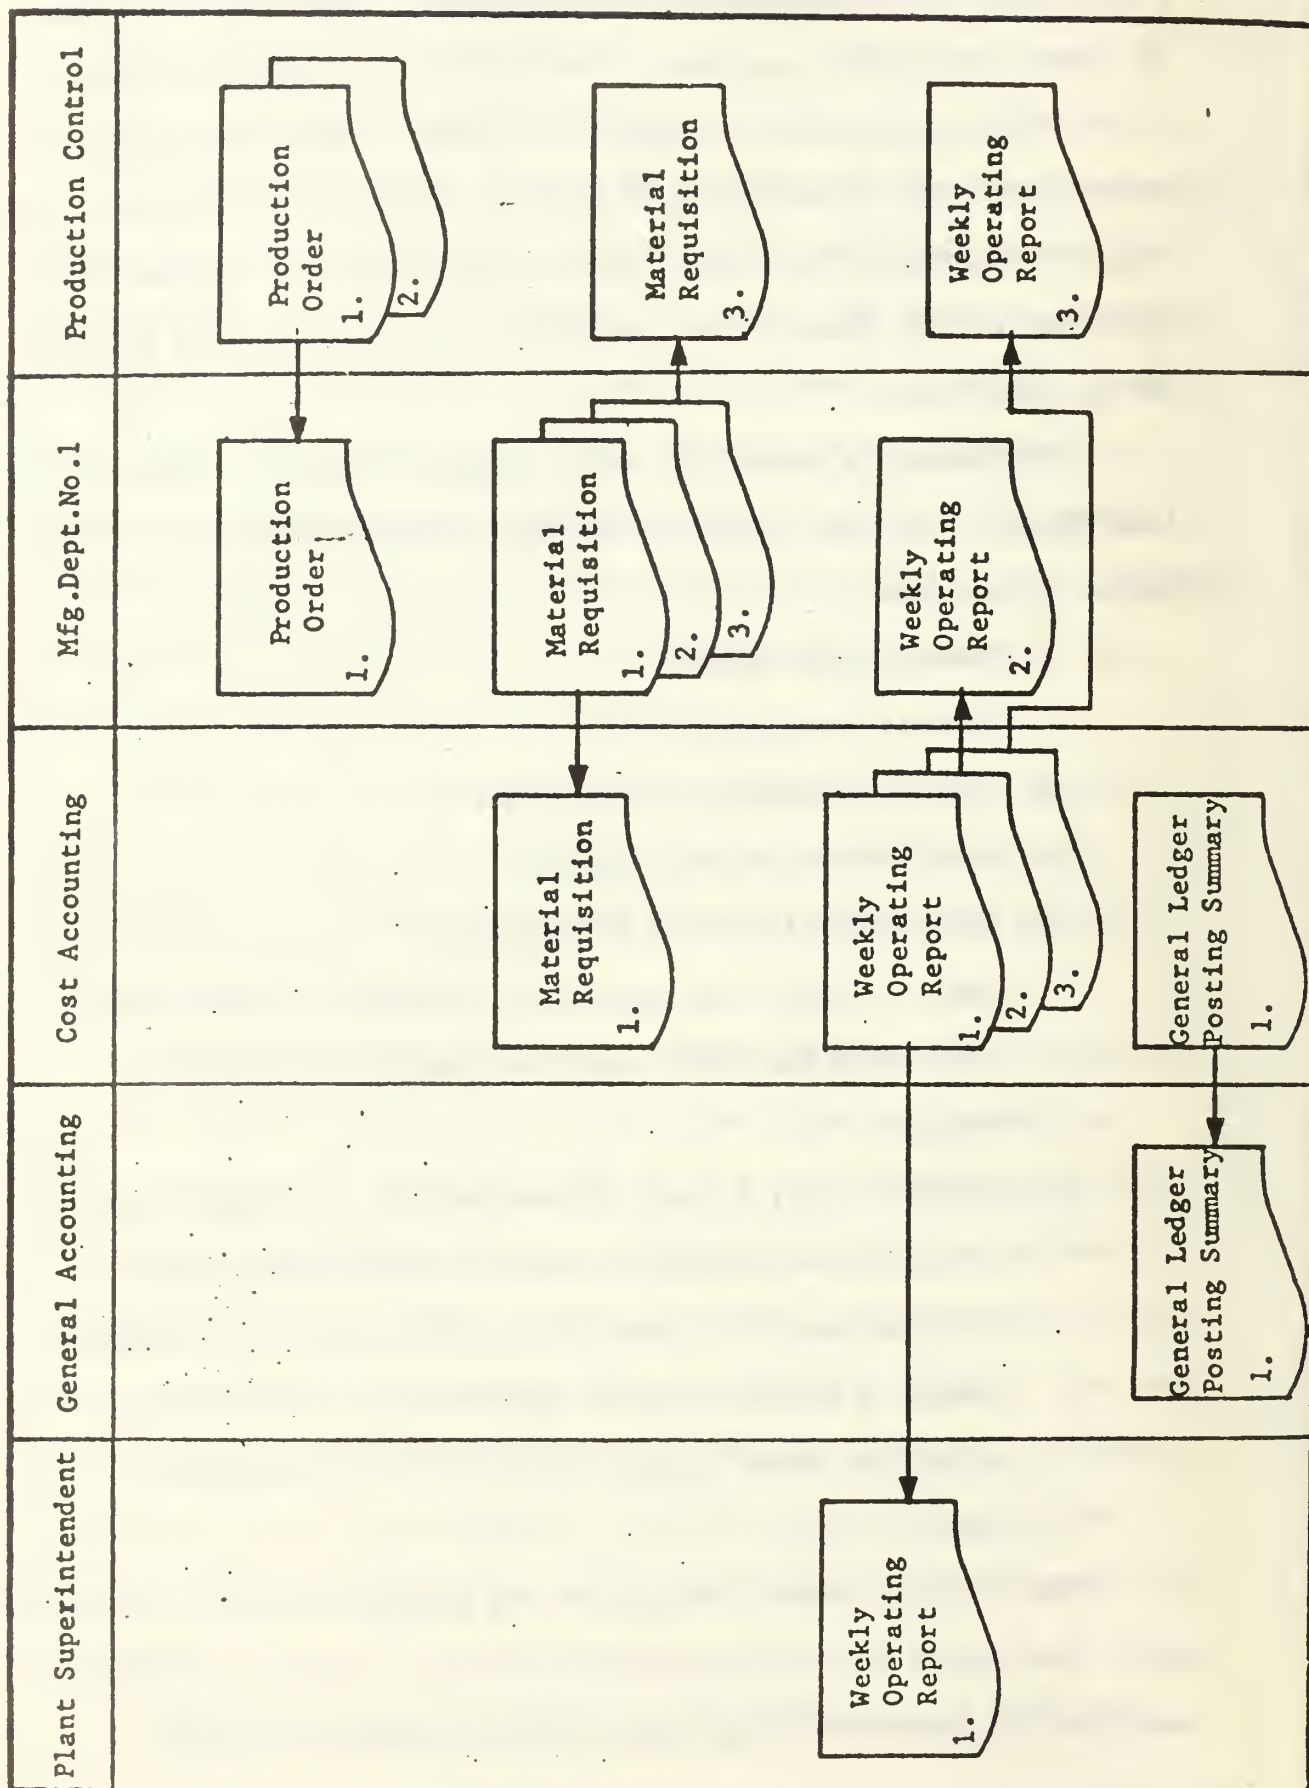 Plant Superintendent
General Accounting
Cost Accounting
Mfg.Dept.No.1
Production Control
Production
Order
1.
Production
Order
1.
2.
Material
Requisition
1.
Material
Requisition
1.
2.
3.
Material
Requisition
3.
Weekly
Operating
Report
1.
Weekly
Operating
Report
1.
2.
3.
Weekly
Operating
Report
2.
Weekly
Operating
Report
3.
General Ledger
Posting Summary
1.
General Ledger
Posting Summary
1.